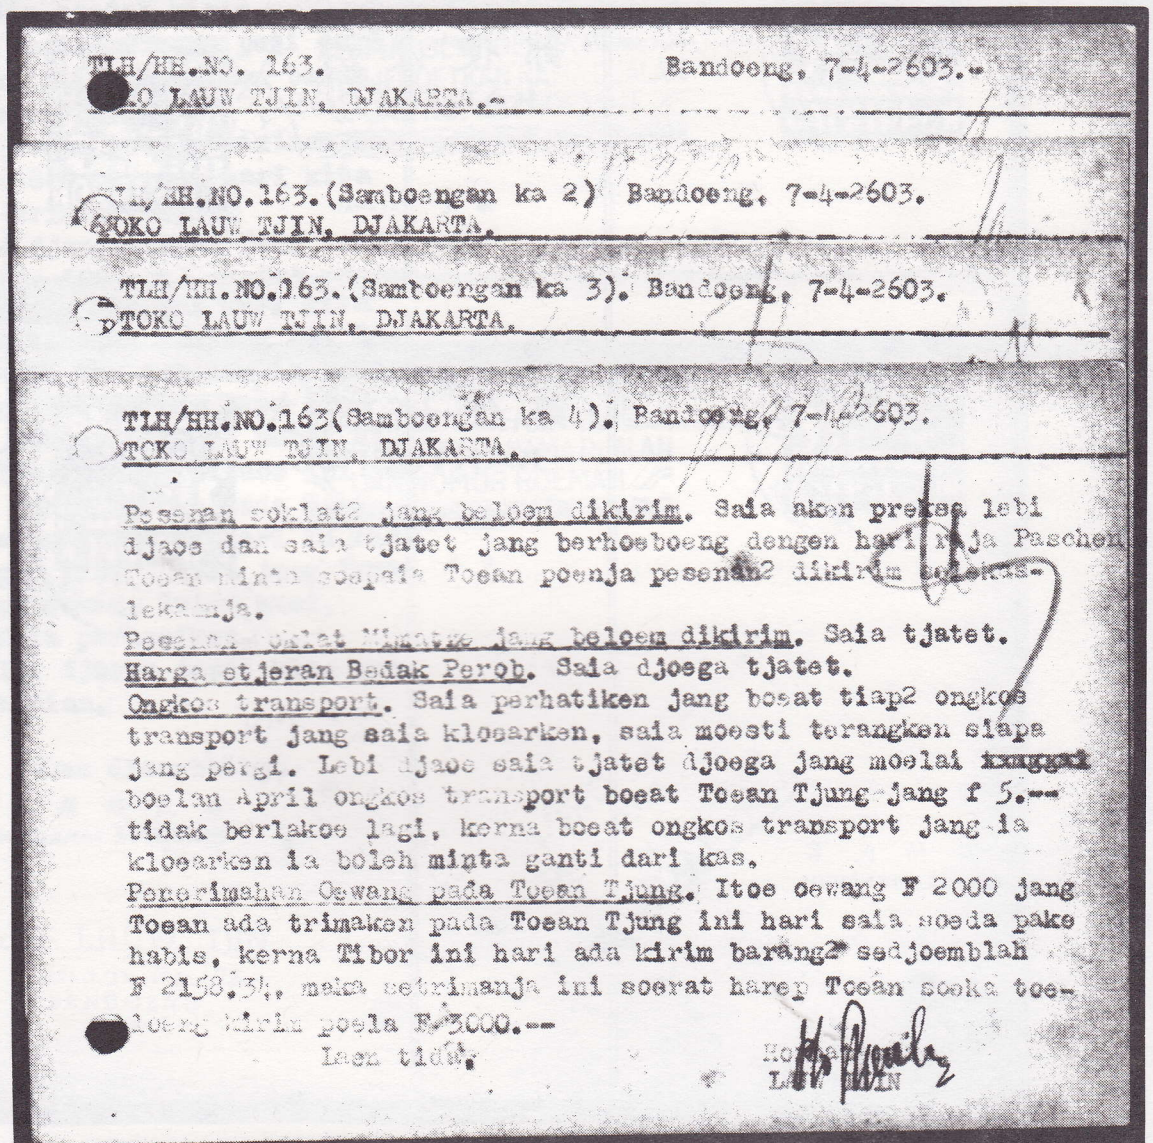 TLH/HH.NO. 163. Bandoeng, 7-4-2603.-
KO LAUW TJIN, DJAKARTA.-
TLH/HH.NO.163.(Samboengan ka 2) Bandoeng, 7-4-2603.
TOKO LAUW TJIN, DJAKARTA.
TLH/HH.NO.163.(Samboengan ka 3). Bandoeng, 7-4-2603.
TOKO LAUW TJIN, DJAKARTA.
TLH/HH.NO.163(Samboengan ka 4). Bandoeng, 7-4-2603.
TOKO LAUW TJIN, DJAKARTA.
Pesenan soklat2 jang beloem dikirim. Saia aken preksa lebi
djaoe dan saia tjatet jang berhoeboeng dengen hari raja Paschen
Toean minta soepaia Toean poenja pesenan2 dikirim selekas-
lekasnja.
Pesenan soklat Mimatze jang beloem dikirim. Saia tjatet.
Harga etjeran Bedak Perob. Saia djoega tjatet.
Ongkos transport. Saia perhatiken jang boeat tiap2 ongkos
transport jang saia kloearken, saia moesti terangken siapa
jang pergi. Lebi djaoe saia tjatet djoega jang moelai
boelan April ongkos transport boeat Toean Tjung jang f 5.--
tidak berlakoe lagi, kerna boeat ongkos transport jang ia
kloearken ia boleh minta ganti dari kas.
Penerimahan Oewang pada Toean Tjung. Itoe oewang F 2000 jang
Toean ada trimaken pada Toean Tjung ini hari saia soeda pake
habis, kerna Tibor ini hari ada kirim barang2 sedjoemblah
F 2158.34, maka setrimanja ini soerat harep Toean soeka toe-
loeng kirim poela F 3000.--
Laen tida.
LAUW TJIN